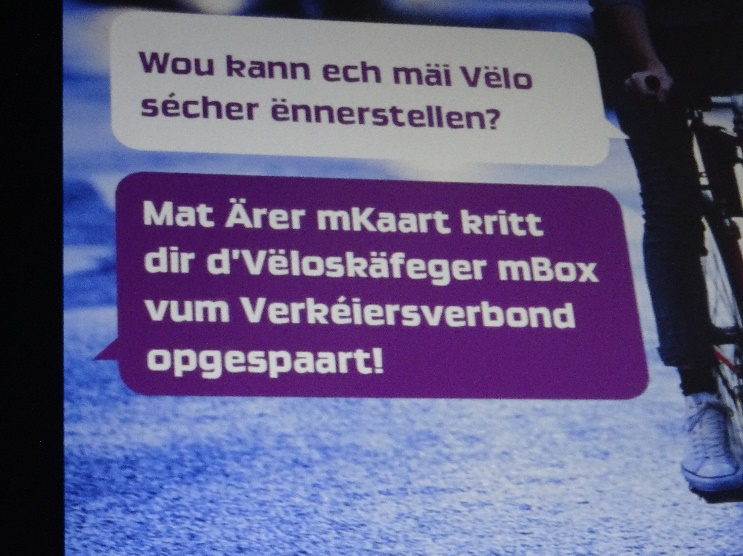 Wou kann ech mäi Vëlo
sécher ënnerstellen?
Mat Ärer mKaart kritt
dir d'Vëloskäfeger mBox
vum Verkéiersverbond
opgespaart!